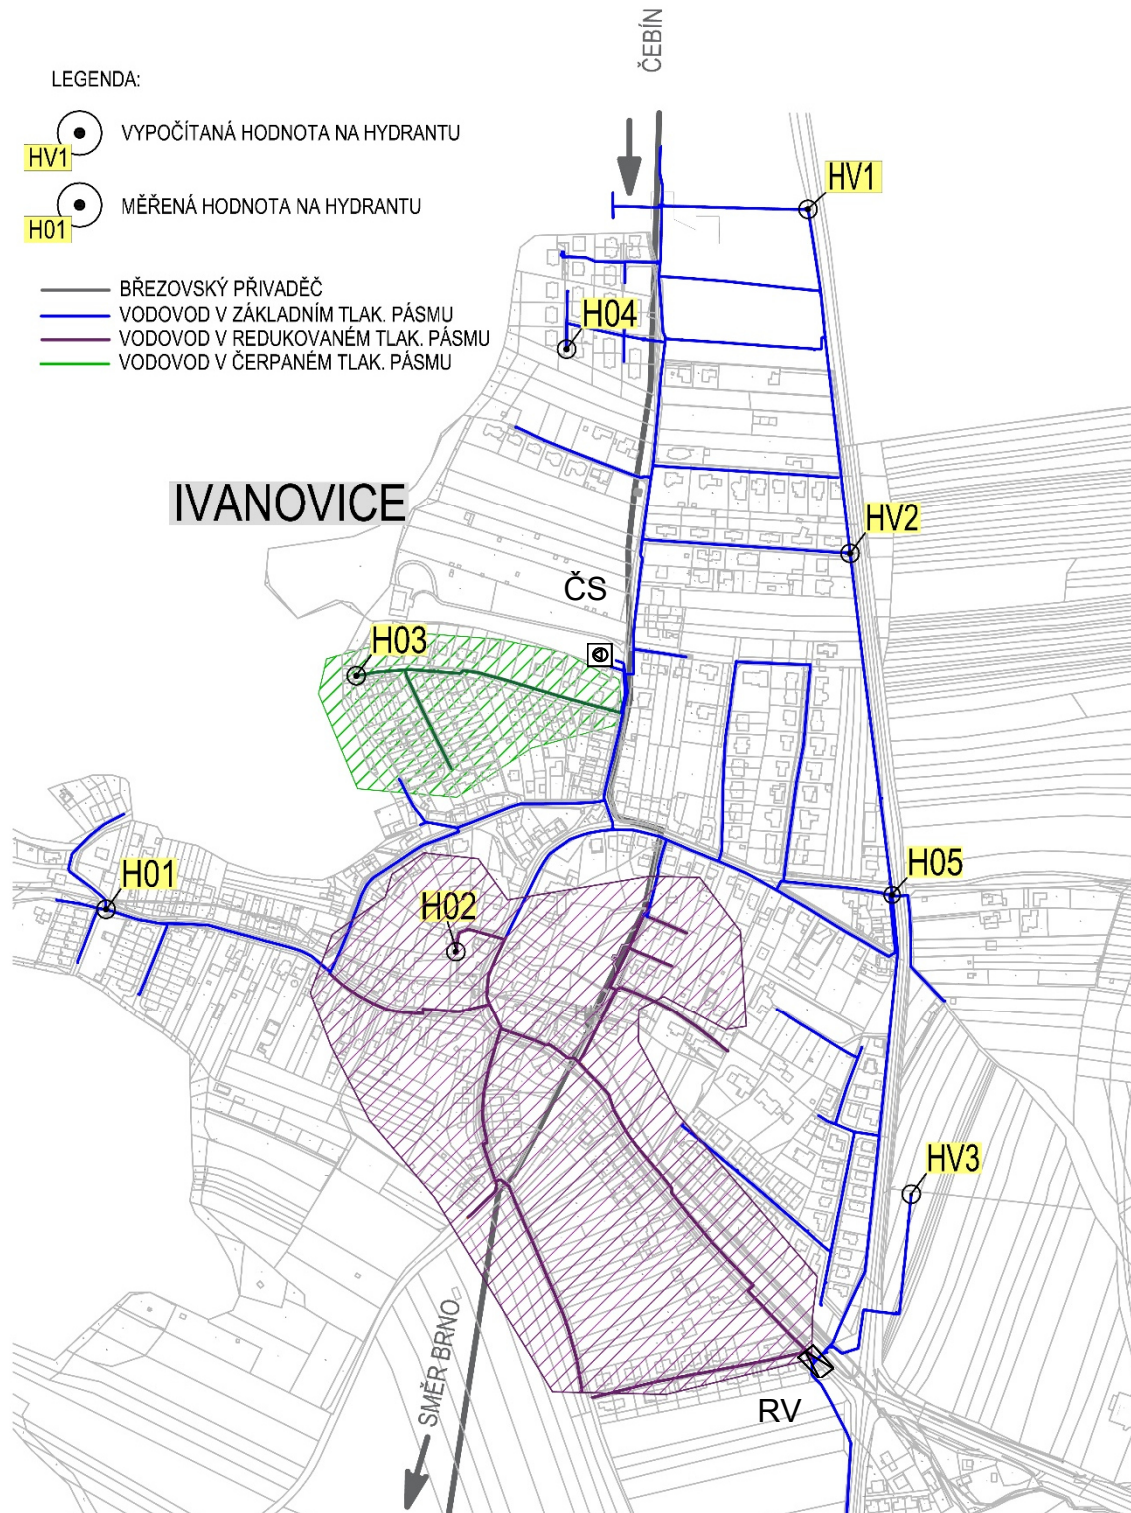 ČEBÍN
LEGENDA:
VYPOČÍTANÁ HODNOTA NA HYDRANTU
HV1
MĚŘENÁ HODNOTA NA HYDRANTU
H01
BŘEZOVSKÝ PŘIVADĚČ
VODOVOD V ZÁKLADNÍM TLAK. PÁSMU
VODOVOD V REDUKOVANÉM TLAK. PÁSMU
VODOVOD V ČERPANÉM TLAK. PÁSMU
HV1
H04
IVANOVICE
HV2
ČS
H03
H01
H05
H02
HV3
SMĚR BRNO
RV